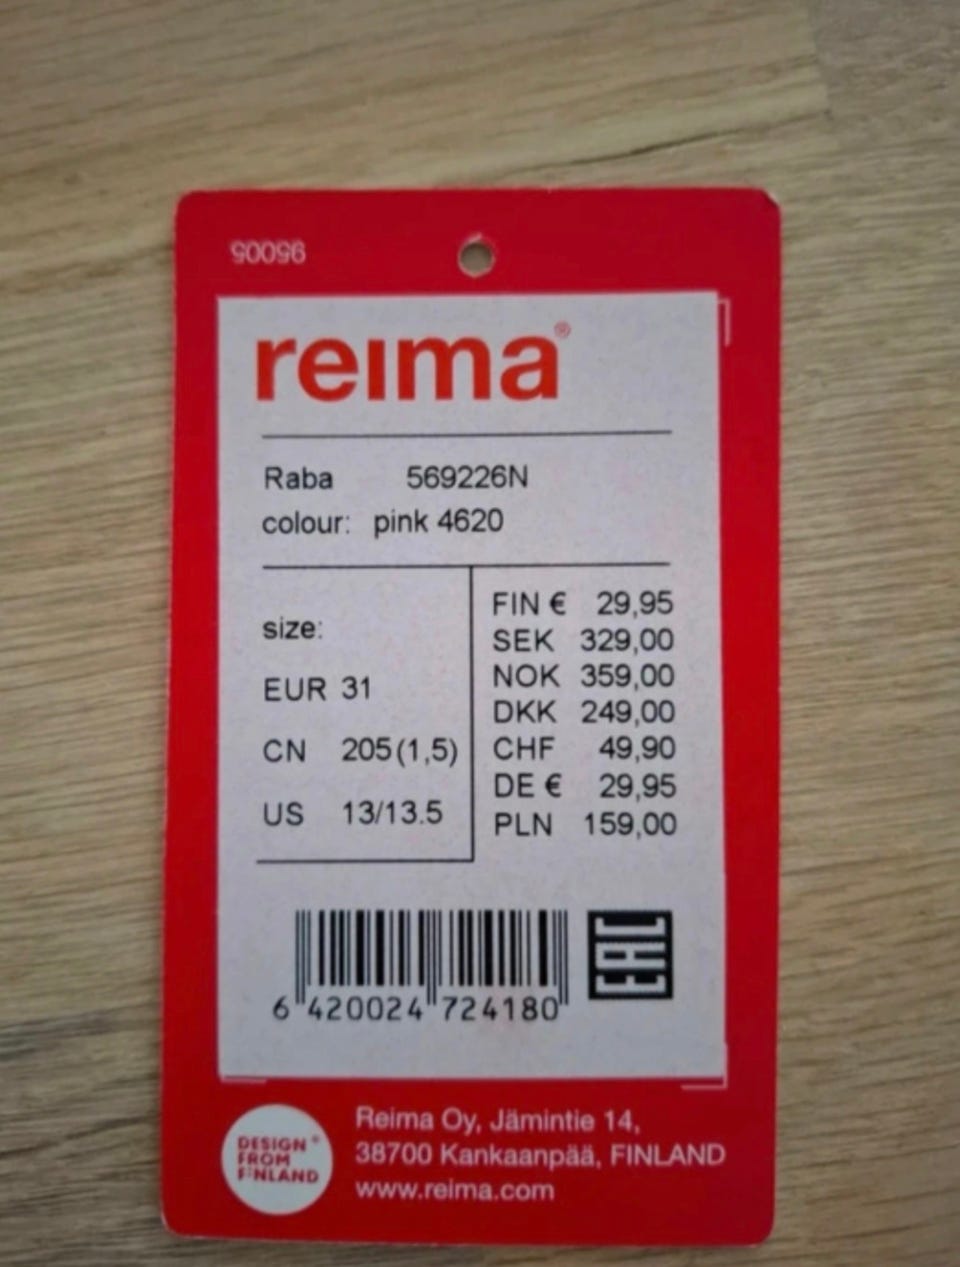 95005
reima®
Raba 569226N
colour: pink 4620
size:
EUR 31
CN 205(1,5)
US 13/13.5
FIN € 29,95
SEK 329,00
NOK 359,00
DKK 249,00
CHF 49,90
DE € 29,95
PLN 159,00
6 420024 724180
EAC
DESIGN
FROM
FINLAND
Reima Oy, Jämintie 14,
38700 Kankaanpää, FINLAND
www.reima.com